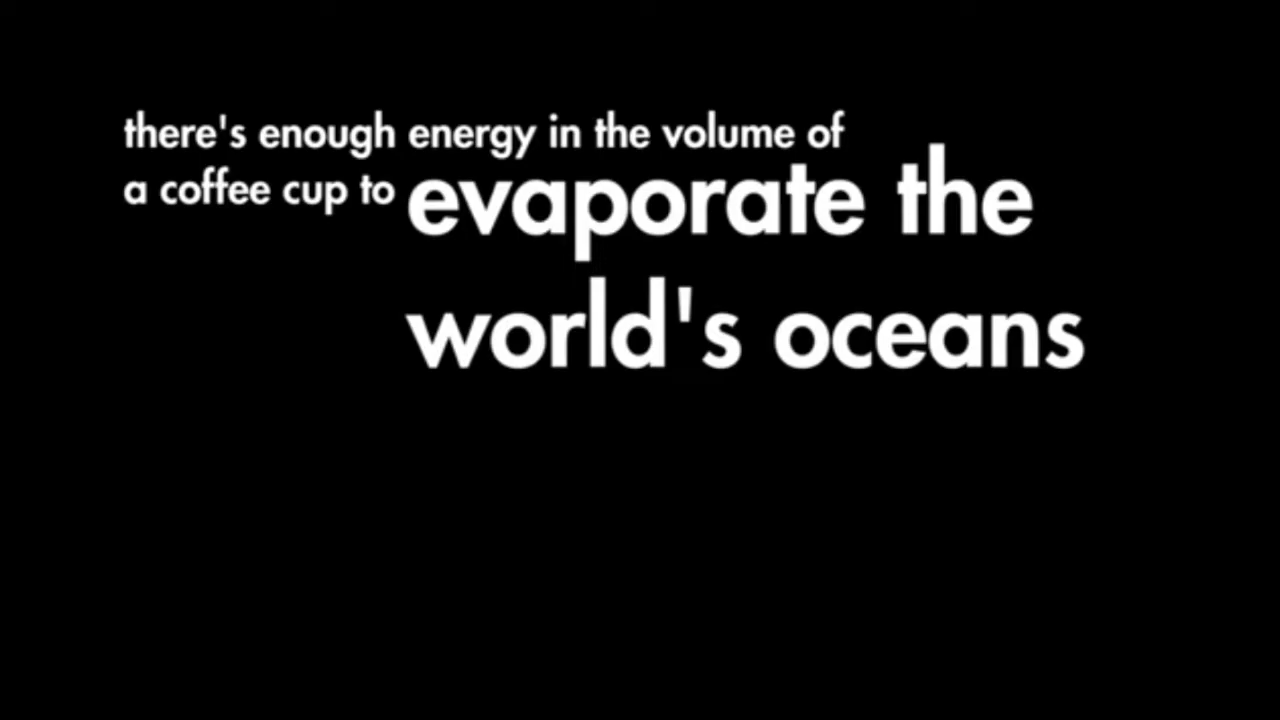 there's enough energy in the volume of
a coffee cup to evaporate the
world's oceans